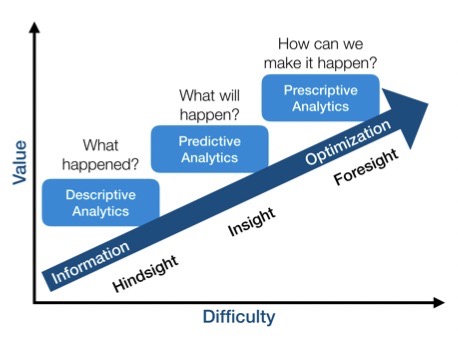 How can we
make it happen?
Prescriptive
Analytics
What will
happen?
Predictive
Analytics
What
happened?
Descriptive
Analytics
Value
Information
Optimization
Hindsight
Insight
Foresight
Difficulty